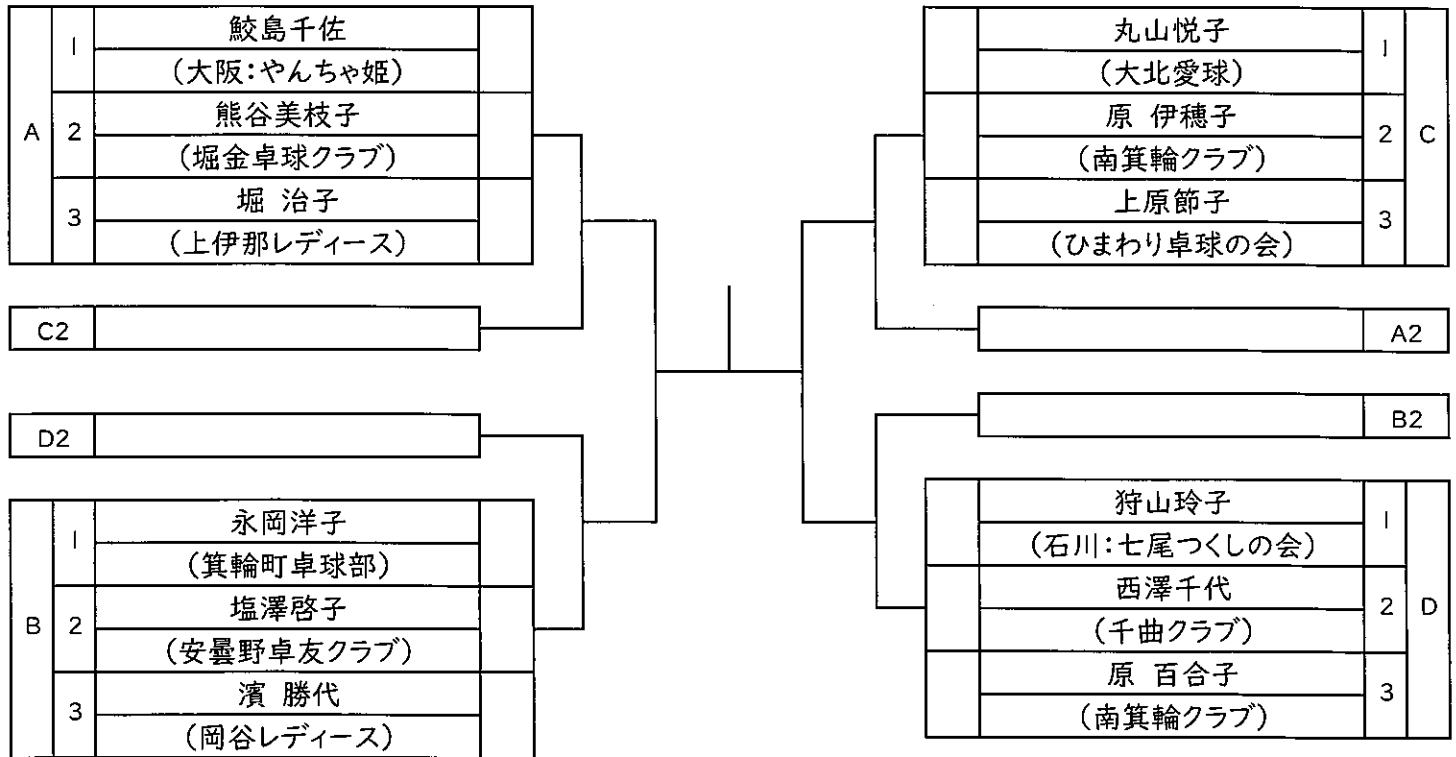 A
1
鮫島千佐
(大阪：やんちゃ姫)
2
熊谷美枝子
(堀金卓球クラブ)
3
堀 治子
(上伊那レディース)
C2
D2
B
1
永岡洋子
(箕輪町卓球部)
2
塩澤啓子
(安曇野卓友クラブ)
3
濱 勝代
(岡谷レディース)
丸山悦子
(大北愛球)
1
原 伊穂子
(南箕輪クラブ)
2
C
上原節子
(ひまわり卓球の会)
3
A2
B2
狩山玲子
(石川：七尾つくしの会)
1
西澤千代
(千曲クラブ)
2
D
原 百合子
(南箕輪クラブ)
3